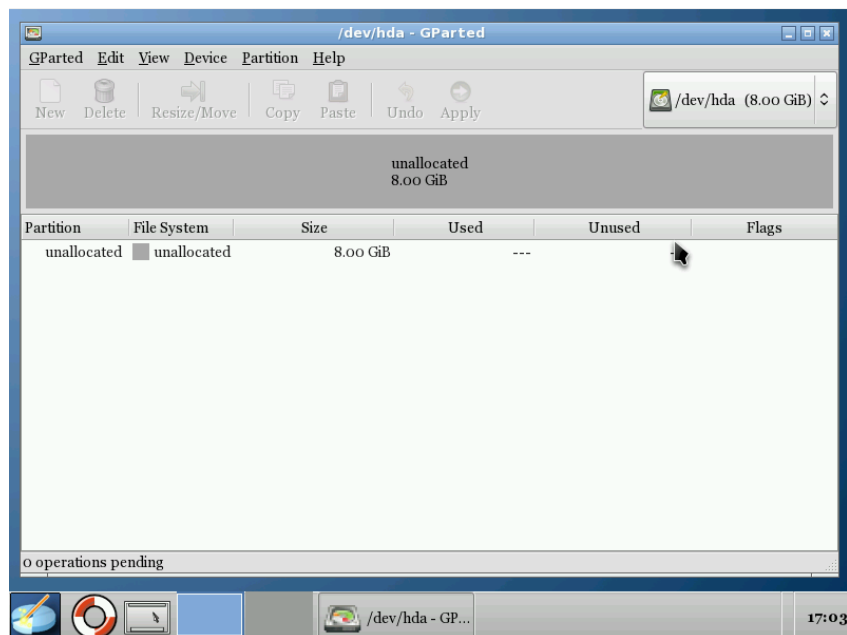 /dev/hda - GParted
GParted Edit View Device Partition Help
New Delete Resize/Move Copy Paste Undo Apply
/dev/hda (8.00 GiB)
unallocated
8.00 GiB
Partition File System Size Used Unused Flags
unallocated unallocated 8.00 GiB ---
0 operations pending
/dev/hda - GP...
17:03